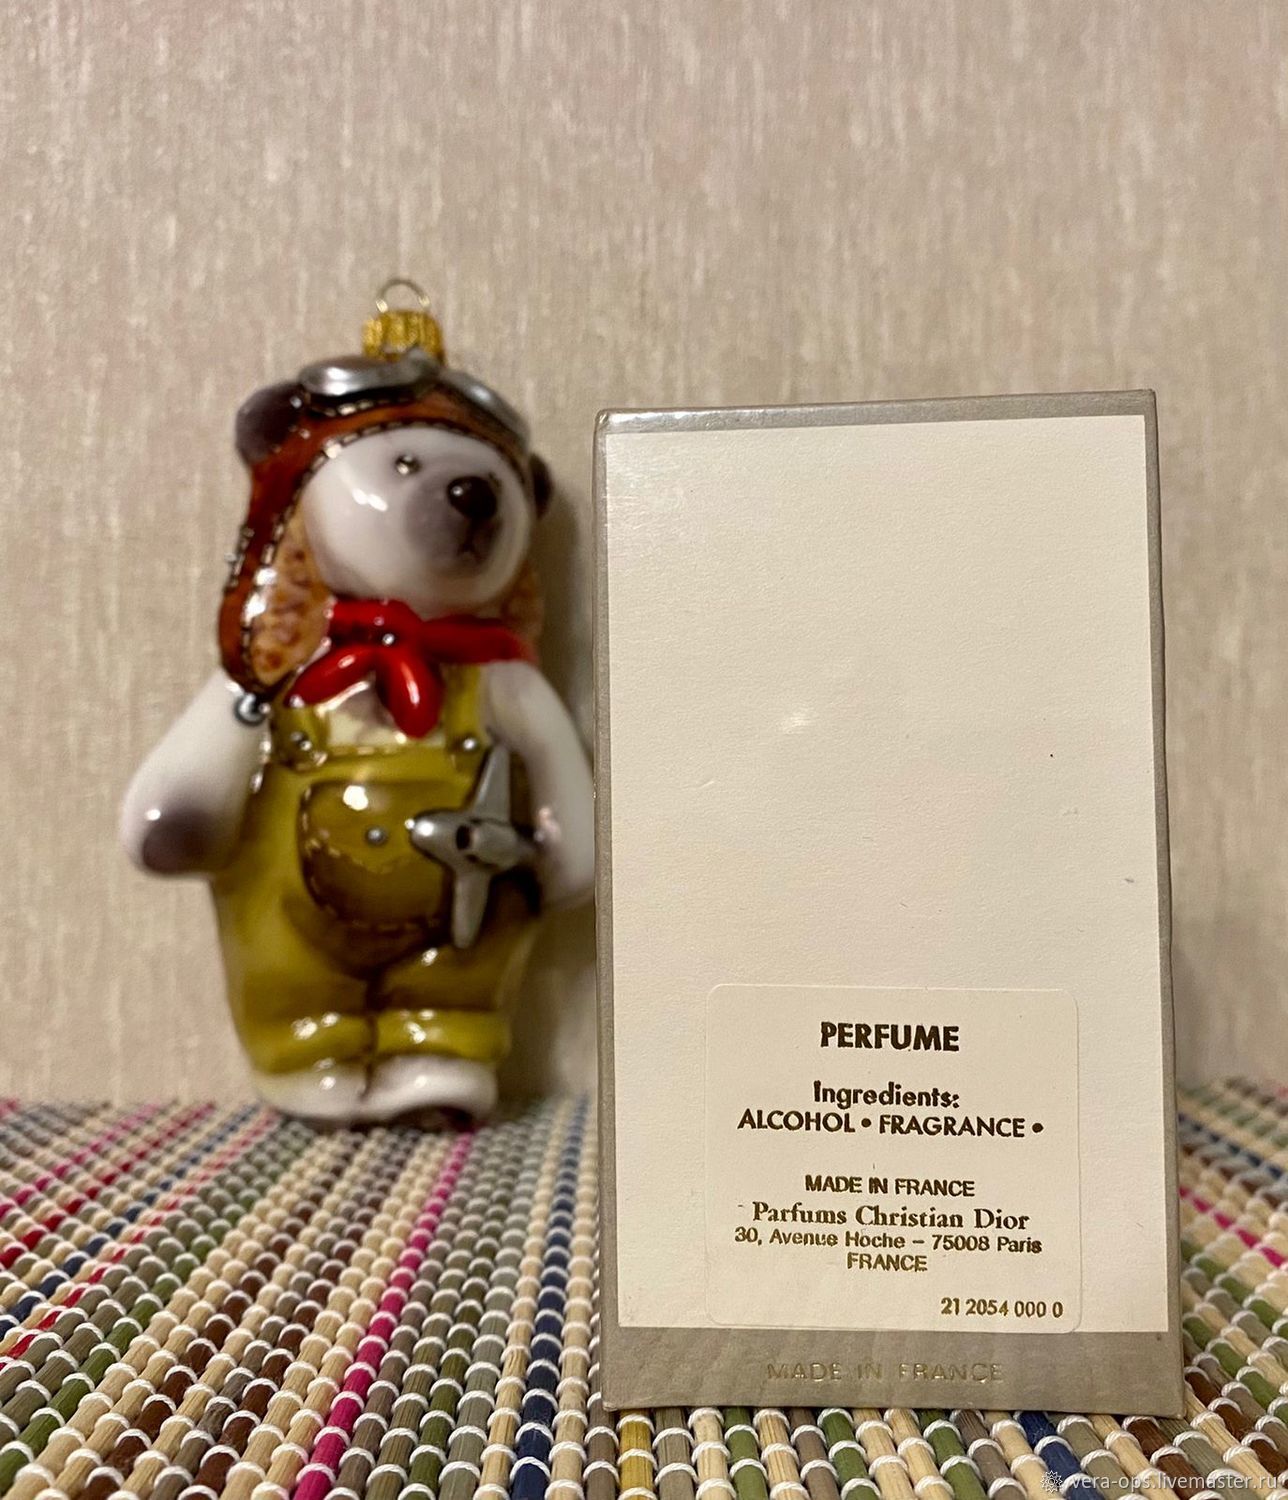 PERFUME
Ingredients:
ALCOHOL • FRAGRANCE •
MADE IN FRANCE
Parfums Christian Dior
30, Avenue Hoche – 75008 Paris
FRANCE
21 2054 000 0
MADE IN FRANCE
vera-ops.livemaster.ru